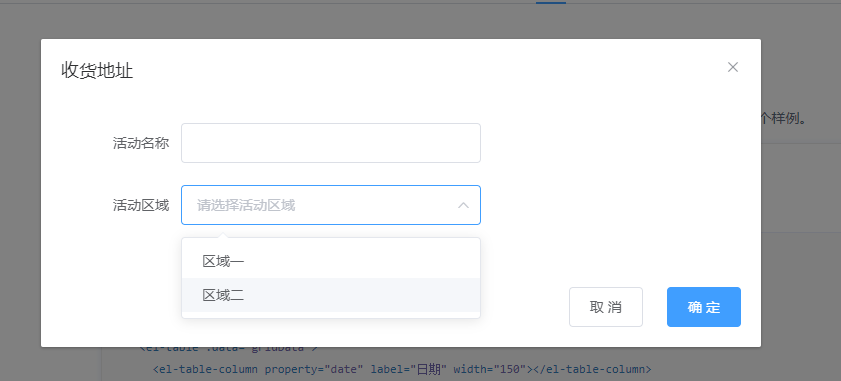 收货地址
个样例。
活动名称
活动区域 请选择活动区域
区域一
区域二
取 消 确 定
<el-table :data="gridData">
<el-table-column property="date" label="日期" width="150"></el-table-column>